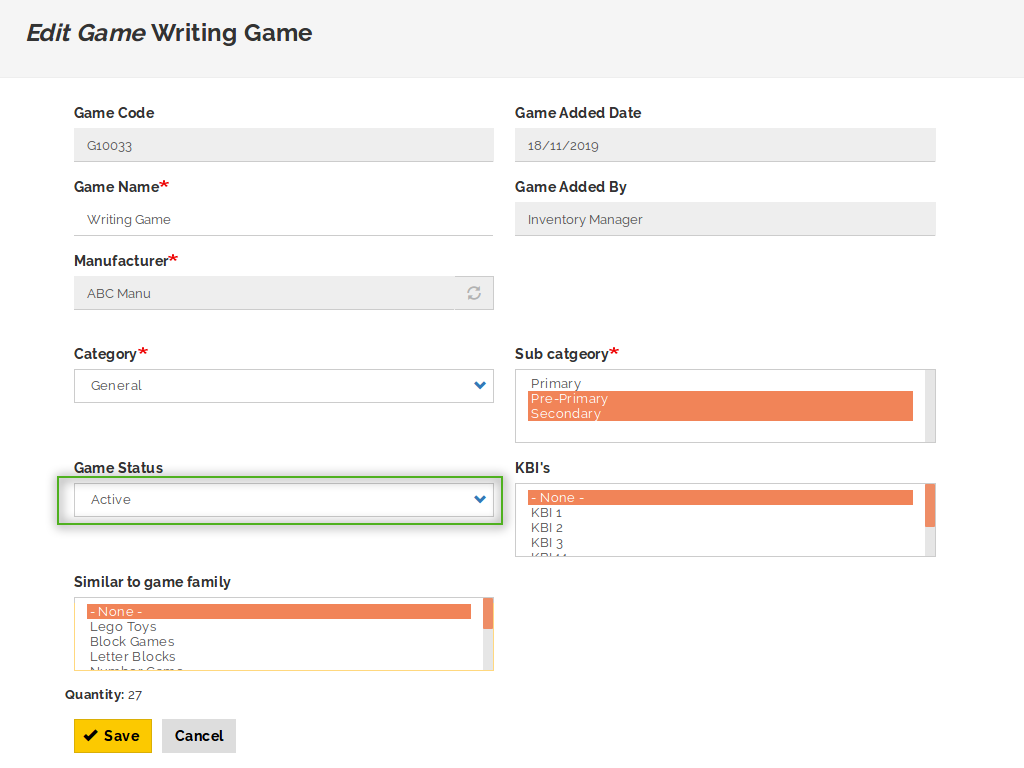 Edit Game Writing Game
Game Code
G10033
Game Added Date
18/11/2019
Game Name*
Writing Game
Game Added By
Inventory Manager
Manufacturer*
ABC Manu
Category*
General
Sub catgeory*
Primary
Pre-Primary
Secondary
Game Status
Active
KBI's
- None -
KBI 1
KBI 2
KBI 3
Similar to game family
- None -
Lego Toys
Block Games
Letter Blocks
Quantity: 27
Save
Cancel